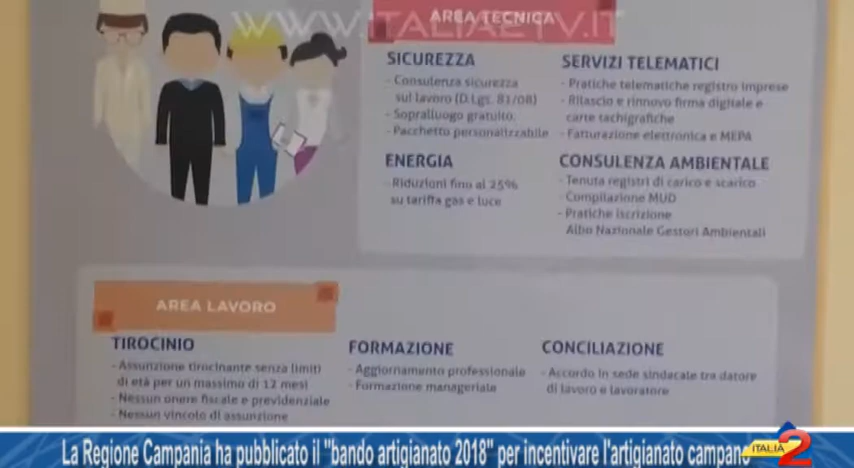 WWW.ITALIA2TV.IT
AREA TECNICA
SICUREZZA
- Consulenza sicurezza
sul lavoro (D.Lgs. 81/08)
- Sopralluogo gratuito
- Pacchetto personalizzabile
SERVIZI TELEMATICI
- Pratiche telematiche registro imprese
- Rilascio e rinnovo firma digitale e
carte tachigrafiche
- Fatturazione elettronica e MEPA
ENERGIA
- Riduzioni fino al 25%
su tariffa gas e luce
CONSULENZA AMBIENTALE
- Tenuta registri di carico e scarico
- Compilazione MUD
- Pratiche iscrizione
Albo Nazionale Gestori Ambientali
AREA LAVORO
TIROCINIO
- Assunzione tirocinante senza limiti
di età per un massimo di 12 mesi
- Nessun onere fiscale e previdenziale
- Nessun vincolo di assunzione
FORMAZIONE
- Aggiornamento professionale
- Formazione manageriale
CONCILIAZIONE
- Accordo in sede sindacale tra datore
di lavoro e lavoratore
La Regione Campania ha pubblicato il "bando artigianato 2018" per incentivare l'artigianato campano
ITALIA 2